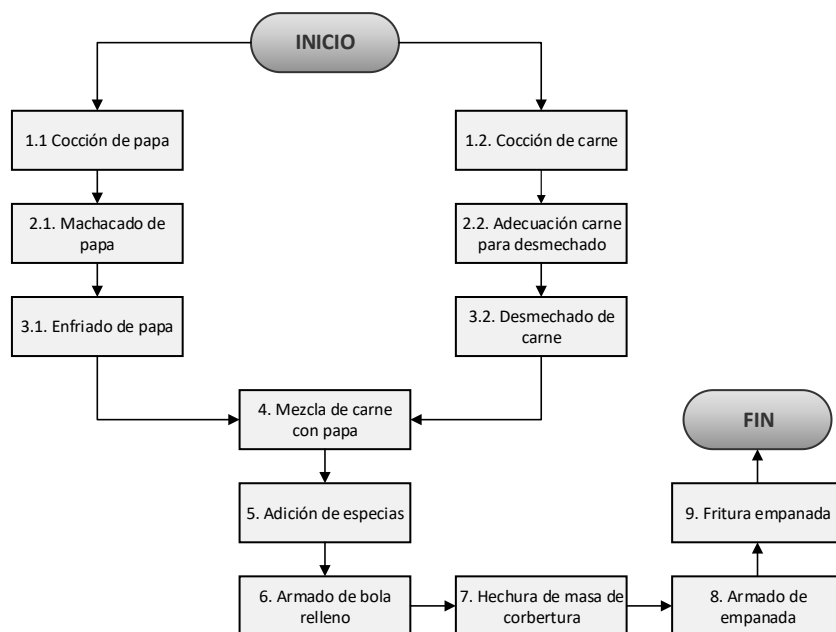 INICIO
1.1 Cocción de papa
1.2. Cocción de carne
2.1. Machacado de
papa
2.2. Adecuación carne
para desmechado
3.1. Enfriado de papa
3.2. Desmechado de
carne
4. Mezcla de carne
con papa
FIN
5. Adición de especias
9. Fritura empanada
6. Armado de bola
relleno
7. Hechura de masa de
corbertura
8. Armado de
empanada